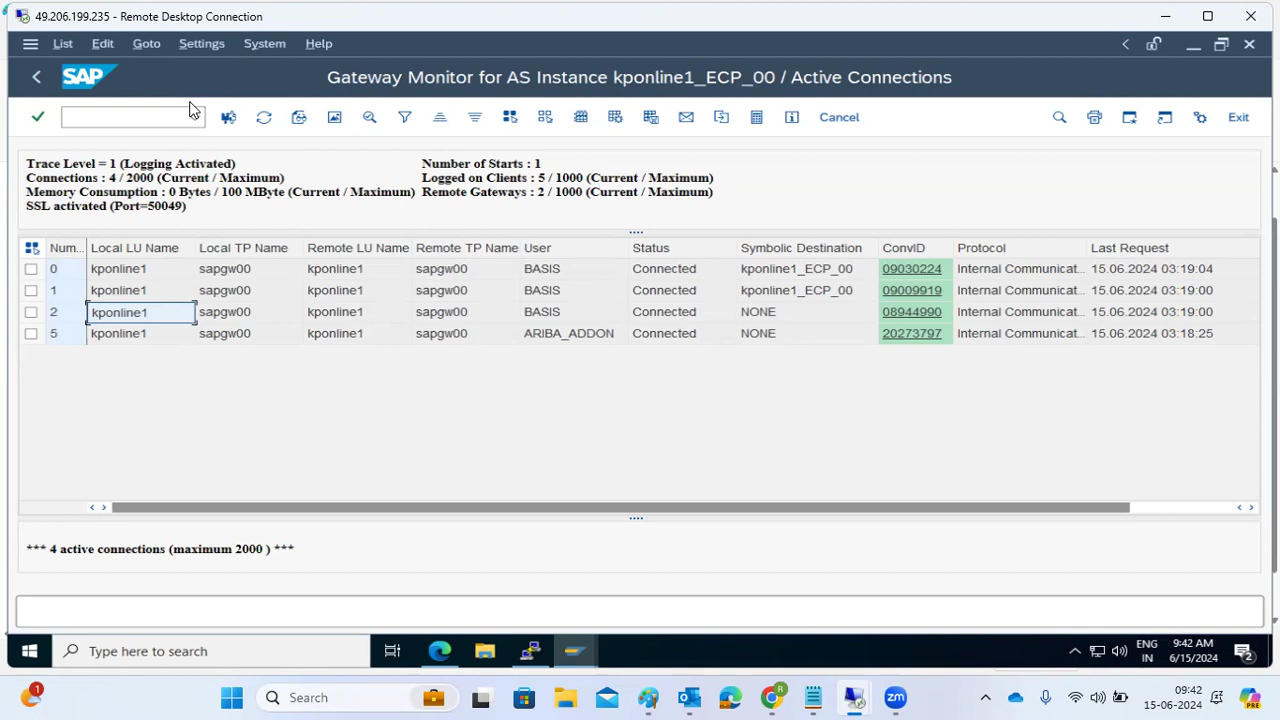 49.206.199.235 - Remote Desktop Connection
List Edit Goto Settings System Help
SAP Gateway Monitor for AS Instance kponline1_ECP_00 / Active Connections
Cancel Exit
Trace Level = 1 (Logging Activated) Number of Starts : 1
Connections : 4 / 2000 (Current / Maximum) Logged on Clients : 5 / 1000 (Current / Maximum)
Memory Consumption : 0 Bytes / 100 MByte (Current / Maximum) Remote Gateways : 2 / 1000 (Current / Maximum)
SSL activated (Port=50049)
Num... Local LU Name Local TP Name Remote LU Name Remote TP Name User Status Symbolic Destination ConvID Protocol Last Request
0 kponline1 sapgw00 kponline1 sapgw00 BASIS Connected kponline1_ECP_00 09030224 Internal Communicat... 15.06.2024 03:19:04
1 kponline1 sapgw00 kponline1 sapgw00 BASIS Connected kponline1_ECP_00 09009919 Internal Communicat... 15.06.2024 03:19:00
2 kponline1 sapgw00 kponline1 sapgw00 BASIS Connected NONE 08944990 Internal Communicat... 15.06.2024 03:19:00
5 kponline1 sapgw00 kponline1 sapgw00 ARIBA_ADDON Connected NONE 20273797 Internal Communicat... 15.06.2024 03:18:25
*** 4 active connections (maximum 2000 ) ***
Type here to search ENG 9:42 AM
IN 6/15/2024 2
1 Search 09:42
15-06-2024 PRE